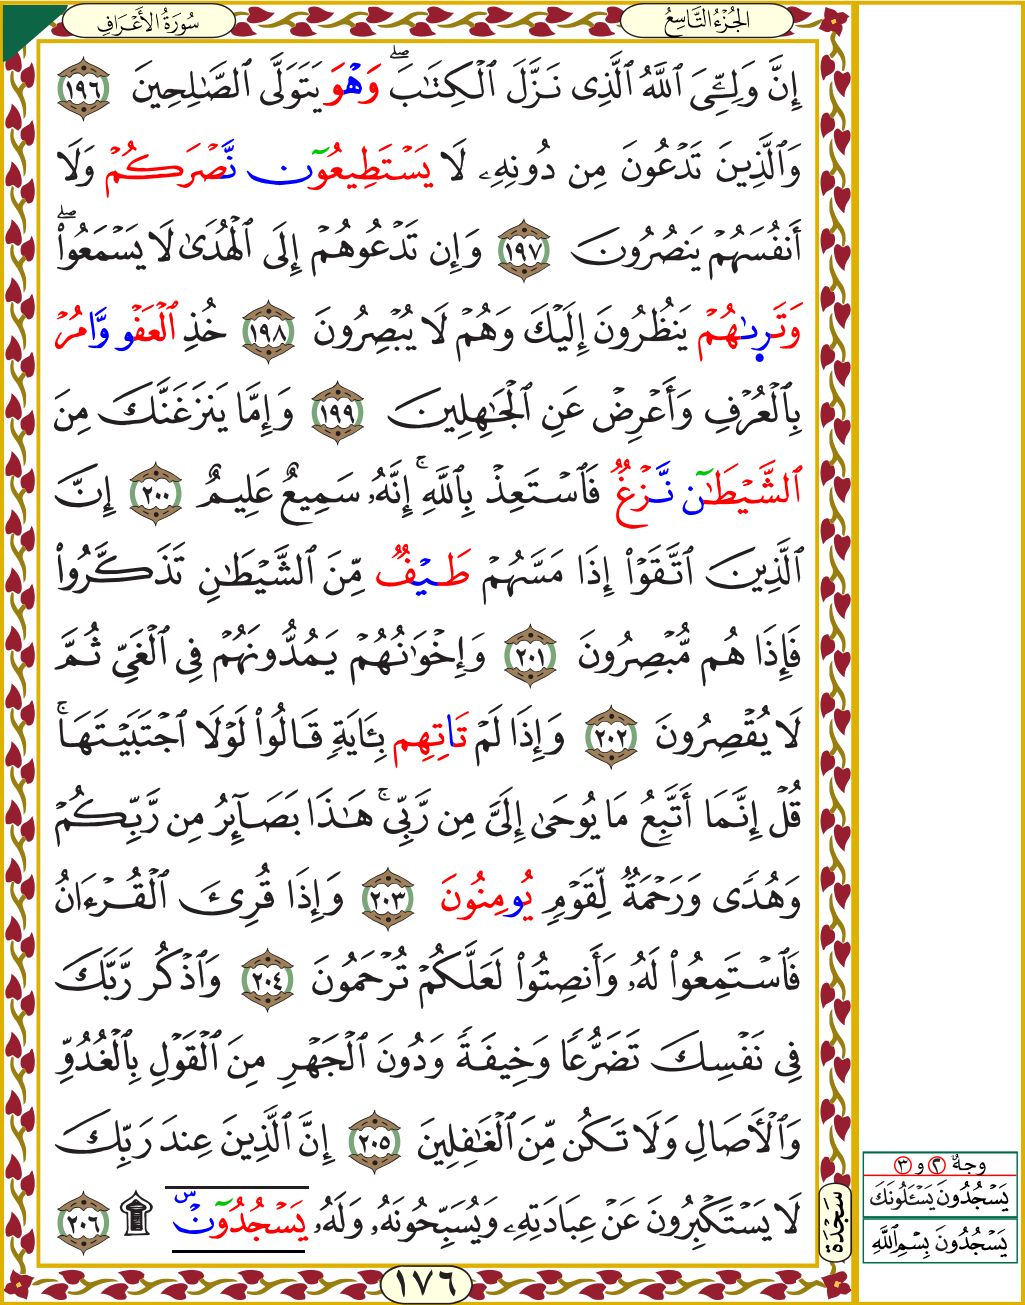 الجُزْءُ التَّاسِعُ
سُورَةُ الأَعْرَافِ
إِنَّ وَلِـِّۧىَ ٱللَّهُ ٱلَّذِى نَزَّلَ ٱلْكِتَٰبَۖ وَهْوَ يَتَوَلَّى ٱلصَّٰلِحِينَ ١٩٦
وَٱلَّذِينَ تَدْعُونَ مِن دُونِهِۦ لَا يَسْتَطِيعُوٓن نَّصْرَكُمْ وَلَا
أَنفُسَهُمْ يَنصُرُونَ ١٩٧ وَإِن تَدْعُوهُمْ إِلَى ٱلْهُدَىٰ لَا يَسْمَعُوا۟ۖ
وَتَرِىٰهُمْ يَنظُرُونَ إِلَيْكَ وَهُمْ لَا يُبْصِرُونَ ١٩٨ خُذِ ٱلْعَفْو وَّامُرْ
بِٱلْعُرْفِ وَأَعْرِضْ عَنِ ٱلْجَٰهِلِينَ ١٩٩ وَإِمَّا يَنزَغَنَّكَ مِنَ
ٱلشَّيْطَٰٓن نَّزْغٌ فَٱسْتَعِذْ بِٱللَّهِۚ إِنَّهُۥ سَمِيعٌ عَلِيمٌ ٢٠٠ إِنَّ
ٱلَّذِينَ ٱتَّقَوْا۟ إِذَا مَسَّهُمْ طَيْفٌ مِّنَ ٱلشَّيْطَٰنِ تَذَكَّرُوا۟
فَإِذَا هُم مُّبْصِرُونَ ٢٠١ وَإِخْوَٰنُهُمْ يَمُدُّونَهُمْ فِى ٱلْغَىِّ ثُمَّ
لَا يُقْصِرُونَ ٢٠٢ وَإِذَا لَمْ تَاتِهِم بِـَٔايَةٍ قَالُوا۟ لَوْلَا ٱجْتَبَيْتَهَاۚ
قُلْ إِنَّمَا أَتَّبِعُ مَا يُوحَىٰ إِلَىَّ مِن رَّبِّىۚ هَٰذَا بَصَآئِرُ مِن رَّبِّكُمْ
وَهُدًى وَرَحْمَةٌ لِّقَوْمٍ يُومِنُونَ ٢٠٣ وَإِذَا قُرِئَ ٱلْقُرْءَانُ
فَٱسْتَمِعُوا۟ لَهُۥ وَأَنصِتُوا۟ لَعَلَّكُمْ تُرْحَمُونَ ٢٠٤ وَٱذْكُر رَّبَّكَ
فِى نَفْسِكَ تَضَرُّعًا وَخِيفَةً وَدُونَ ٱلْجَهْرِ مِنَ ٱلْقَوْلِ بِٱلْغُدُوِّ
وَٱلْأَصَالِ وَلَا تَكُن مِّنَ ٱلْغَٰفِلِينَ ٢٠٥ إِنَّ ٱلَّذِينَ عِندَ رَبِّكَ
لَا يَسْتَكْبِرُونَ عَنْ عِبَادَتِهِۦ وَيُسَبِّحُونَهُۥ وَلَهُۥ يَسْجُدُوٓنۜ ۩ ٢٠٦
سَجْدَة
وجهُ ٢ و ٣
يَسْجُدُونَ يَسْـَٔلُونَكَ
يَسْجُدُونَ بِسْمِ ٱللَّهِ
١٧٦